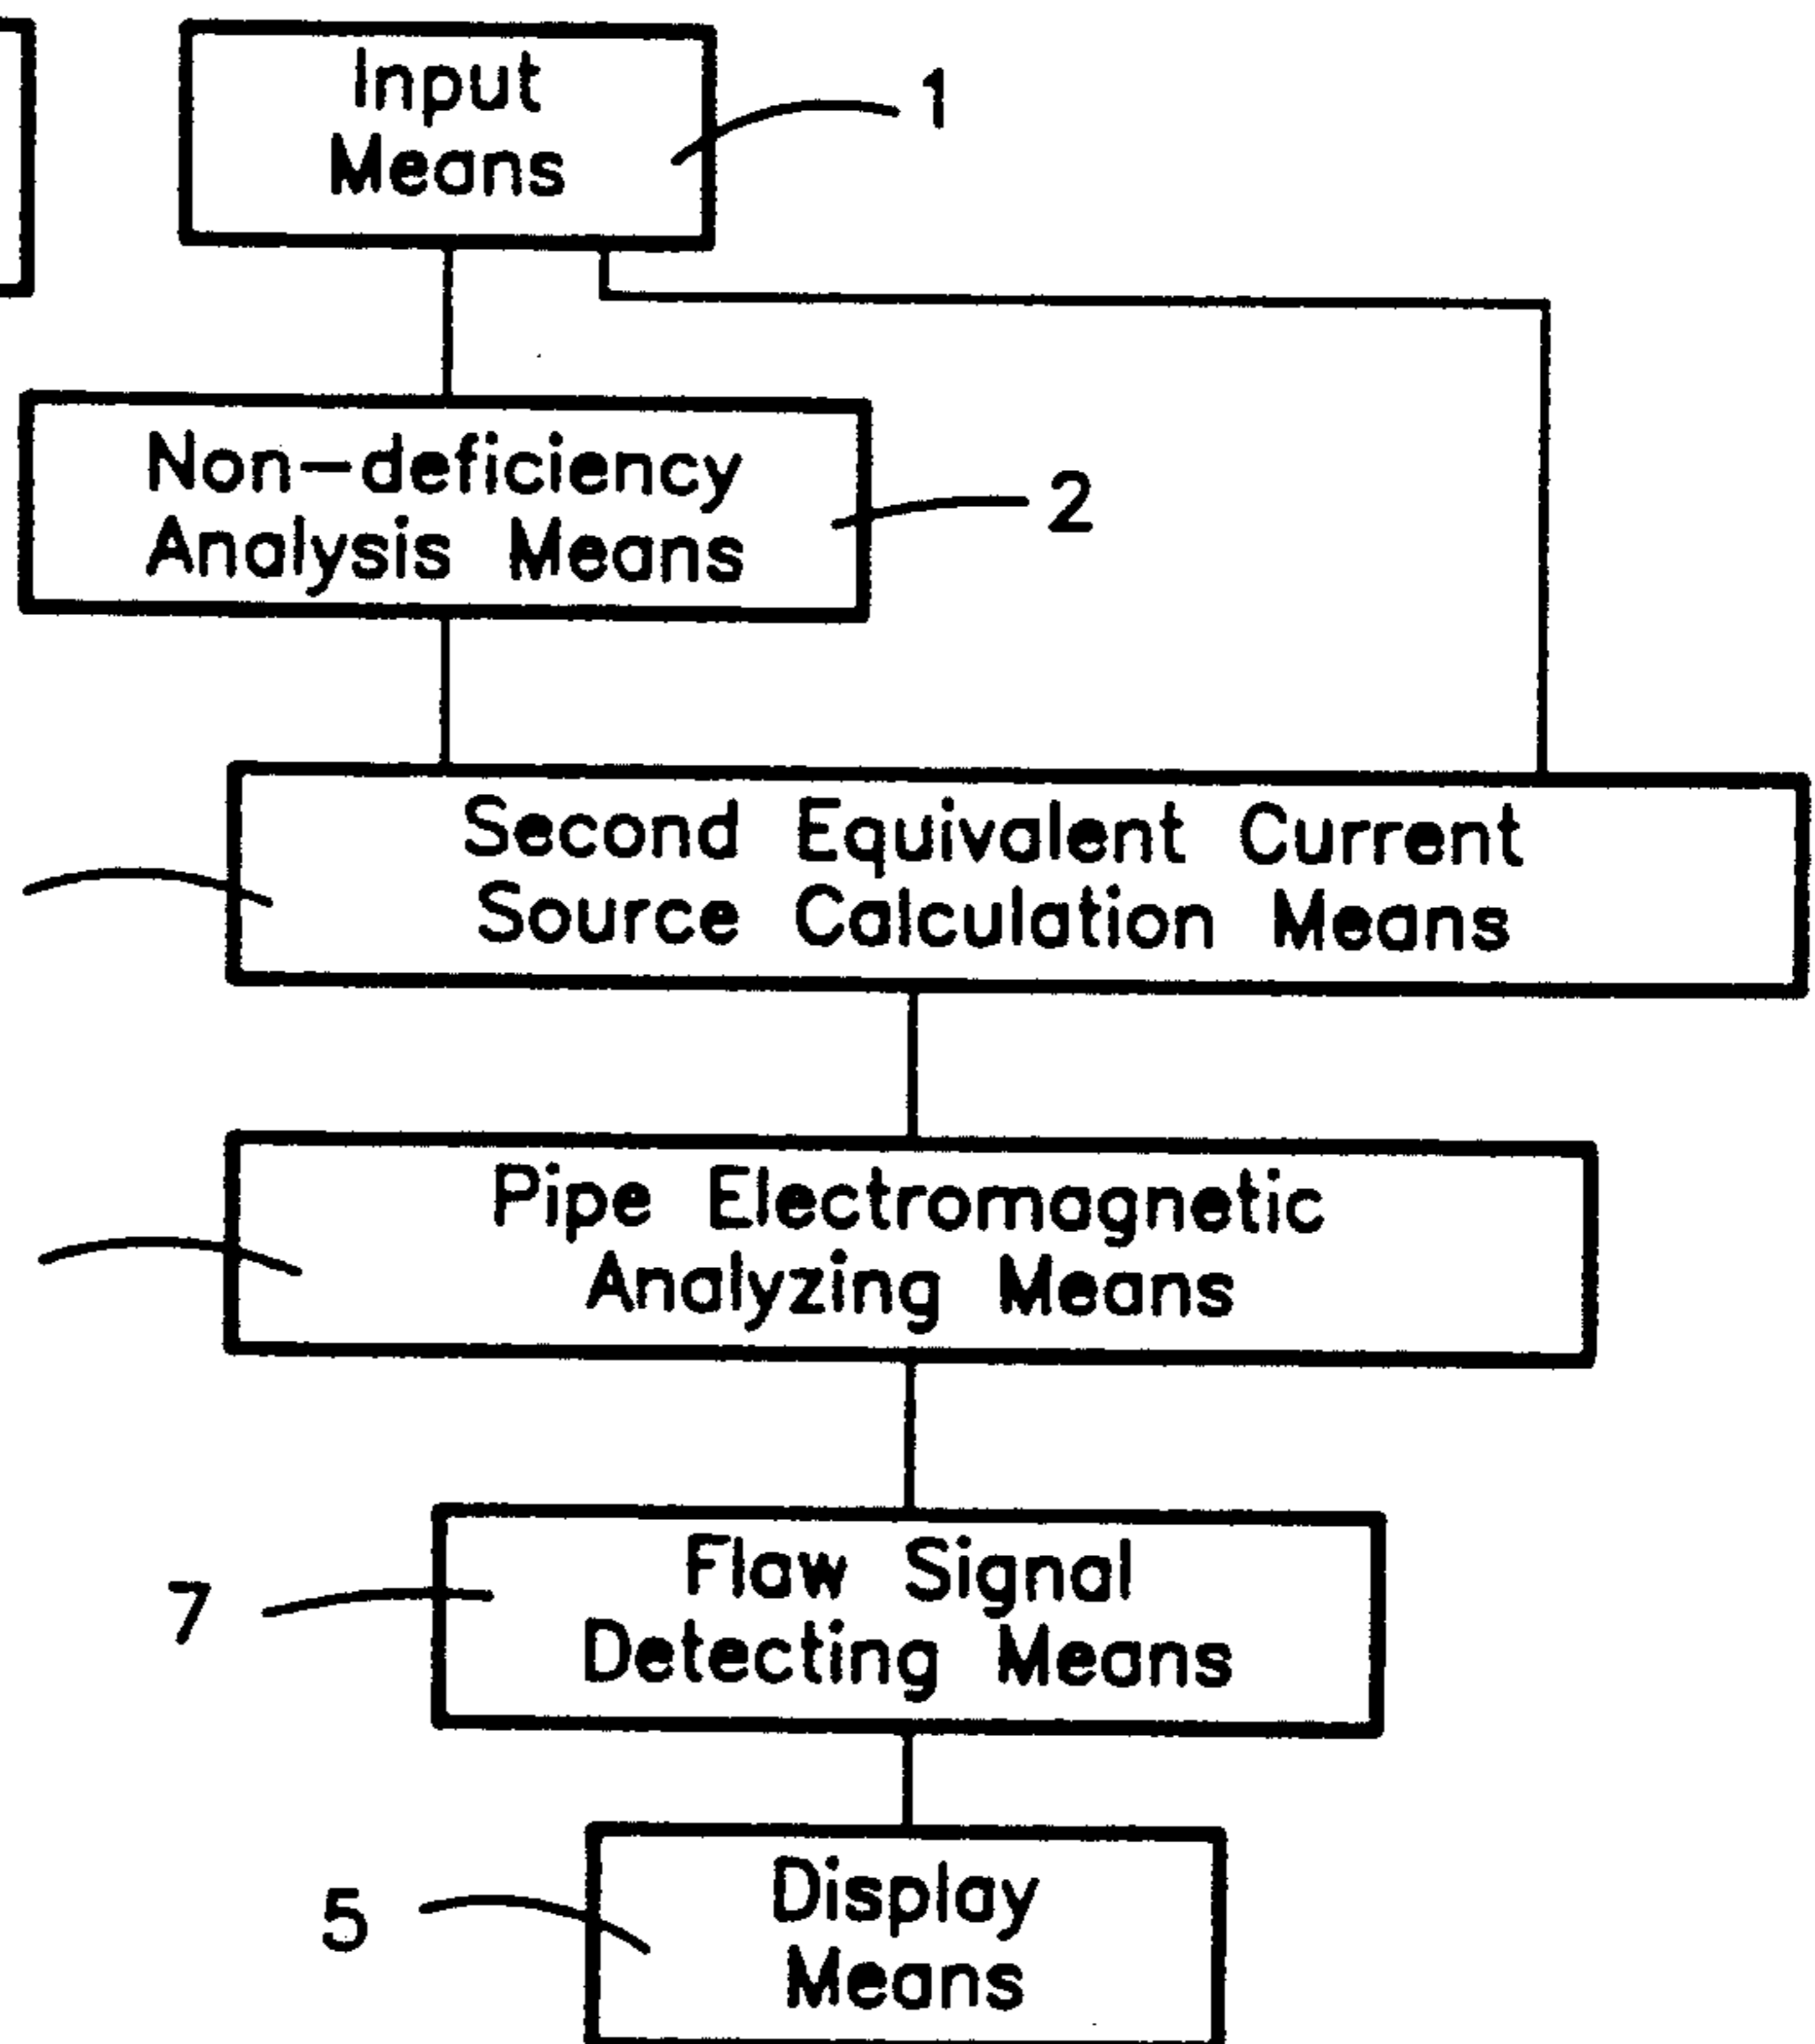 Input
Means
1
Non-deficiency
Analysis Means
2
Second Equivalent Current
Source Calculation Means
Pipe Electromagnetic
Analyzing Means
Flow Signal
Detecting Means
7
Display
Means
5